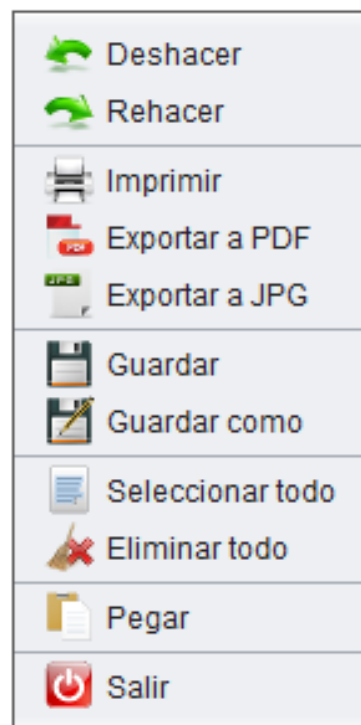 Deshacer
Rehacer
Imprimir
Exportar a PDF
Exportar a JPG
Guardar
Guardar como
Seleccionar todo
Eliminar todo
Pegar
Salir